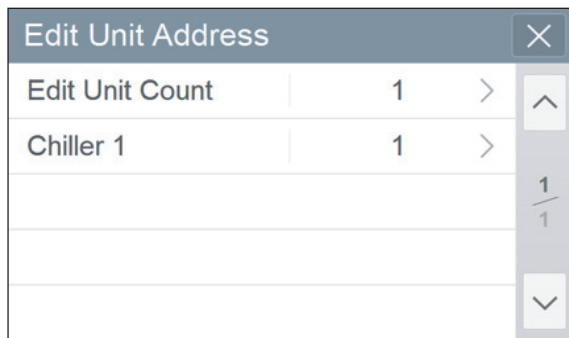 Edit Unit Address
Edit Unit Count 1
Chiller 1 1
1
1